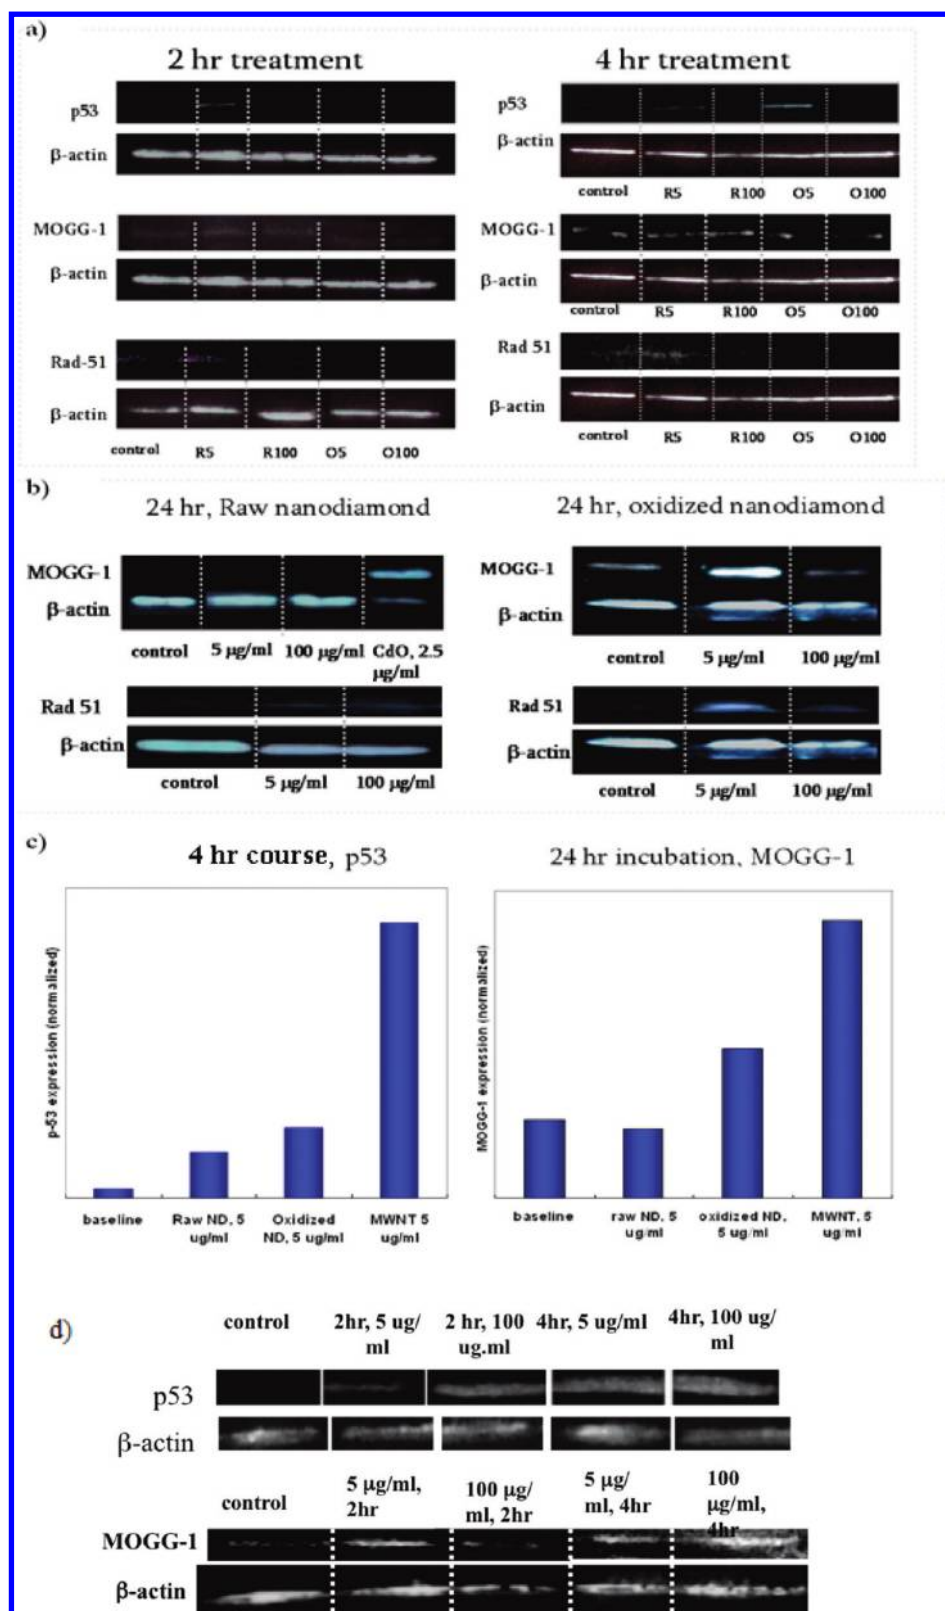 a)
2 hr treatment
4 hr treatment
p53
β-actin
MOGG-1
β-actin
Rad-51
β-actin
control R5 R100 O5 O100
p53
β-actin
control R5 R100 O5 O100
MOGG-1
β-actin
control R5 R100 O5 O100
Rad 51
β-actin
control R5 R100 O5 O100
b)
24 hr, Raw nanodiamond
MOGG-1
β-actin
control 5 μg/ml 100 μg/ml CdO, 2.5
μg/ml
Rad 51
β-actin
control 5 μg/ml 100 μg/ml
24 hr, oxidized nanodiamond
MOGG-1
β-actin
control 5 μg/ml 100 μg/ml
Rad 51
β-actin
control 5 μg/ml 100 μg/ml
c)
4 hr course, p53
p-53 expression (normalized)
baseline Raw ND, 5 Oxidized MWNT 5
ug/ml ND, 5 ug/ml ug/ml
24 hr incubation, MOGG-1
MOGG-1 expression (normalized)
baseline raw ND, 5 oxidized ND, MWNT, 5
ug/ml 5 ug/ml ug/ml
d)
control 2hr, 5 ug/ 2 hr, 100 4hr, 5 ug/ml 4hr, 100 ug/
ml ug.ml ml
p53
β-actin
control 5 μg/ml, 100 μg/ 5 μg/ 100
2hr ml, 2hr ml, 4hr μg/ml,
4hr
MOGG-1
β-actin